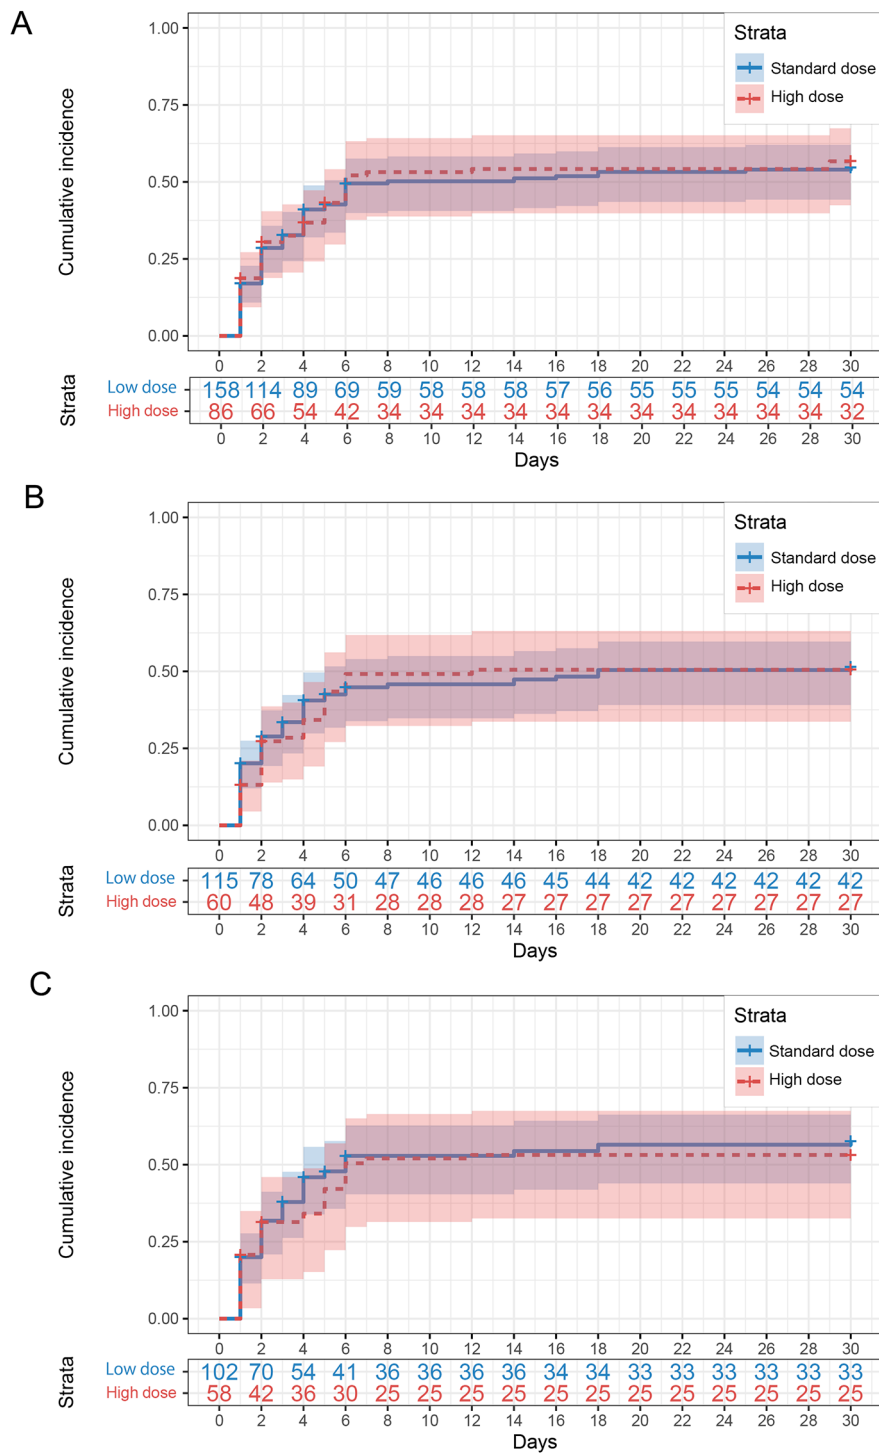 A
Strata
Standard dose
High dose
Cumulative incidence
1.00
0.75
0.50
0.25
0.00
0 2 4 6 8 10 12 14 16 18 20 22 24 26 28 30
Strata
Low dose 158 114 89 69 59 58 58 58 57 56 55 55 55 54 54 54
High dose 86 66 54 42 34 34 34 34 34 34 34 34 34 34 34 32
0 2 4 6 8 10 12 14 16 18 20 22 24 26 28 30
Days
B
Strata
Standard dose
High dose
Cumulative incidence
1.00
0.75
0.50
0.25
0.00
0 2 4 6 8 10 12 14 16 18 20 22 24 26 28 30
Strata
Low dose 115 78 64 50 47 46 46 46 45 44 42 42 42 42 42 42
High dose 60 48 39 31 28 28 28 27 27 27 27 27 27 27 27 27
0 2 4 6 8 10 12 14 16 18 20 22 24 26 28 30
Days
C
Strata
Standard dose
High dose
Cumulative incidence
1.00
0.75
0.50
0.25
0.00
0 2 4 6 8 10 12 14 16 18 20 22 24 26 28 30
Strata
Low dose 102 70 54 41 36 36 36 36 34 34 33 33 33 33 33 33
High dose 58 42 36 30 25 25 25 25 25 25 25 25 25 25 25 25
0 2 4 6 8 10 12 14 16 18 20 22 24 26 28 30
Days